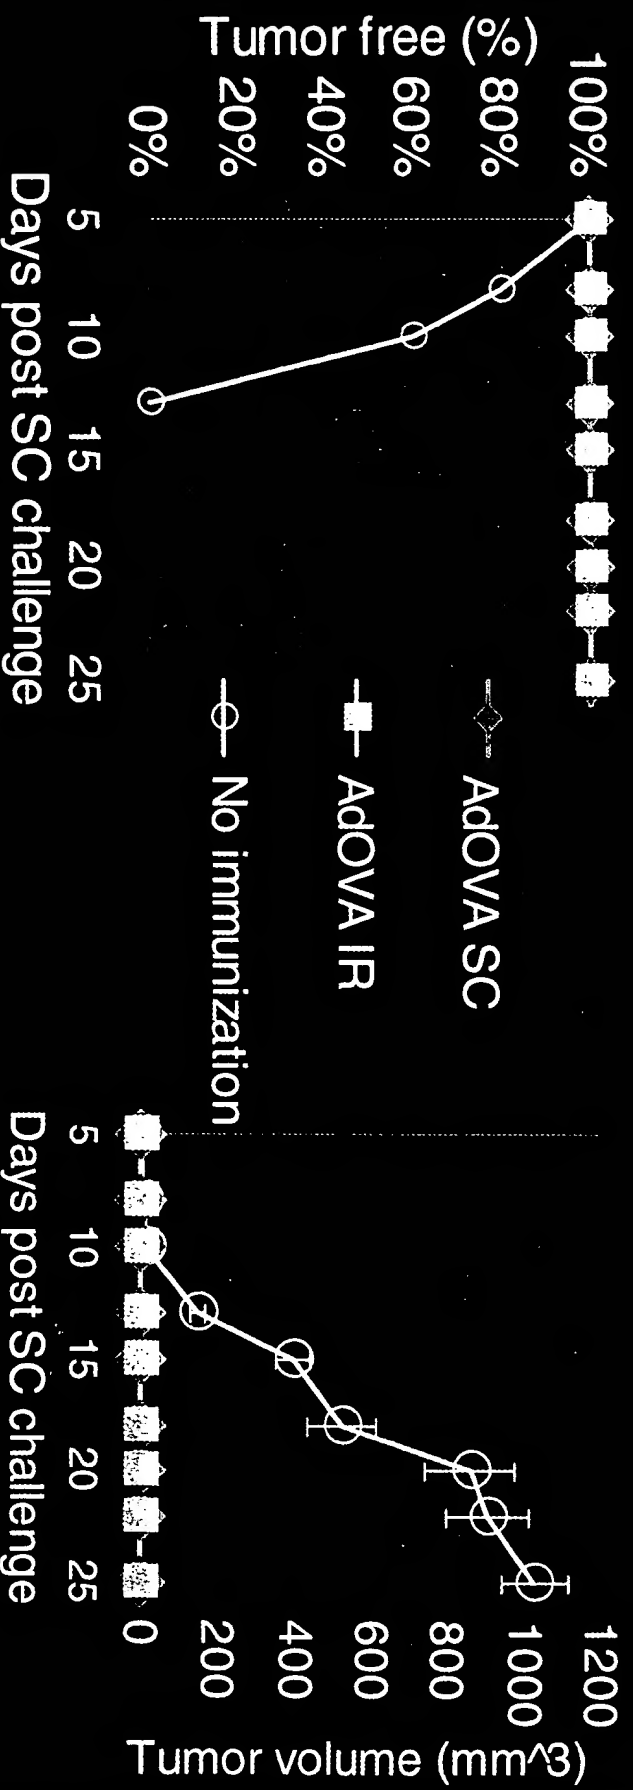 Tumor free (%)
100%
80%
60%
40%
20%
0%
5 10 15 20 25
Days post SC challenge
AdOVA SC
AdOVA IR
No immunization
5 10 15 20 25
Days post SC challenge
1200
1000
800
600
400
200
0
Tumor volume (mm^3)